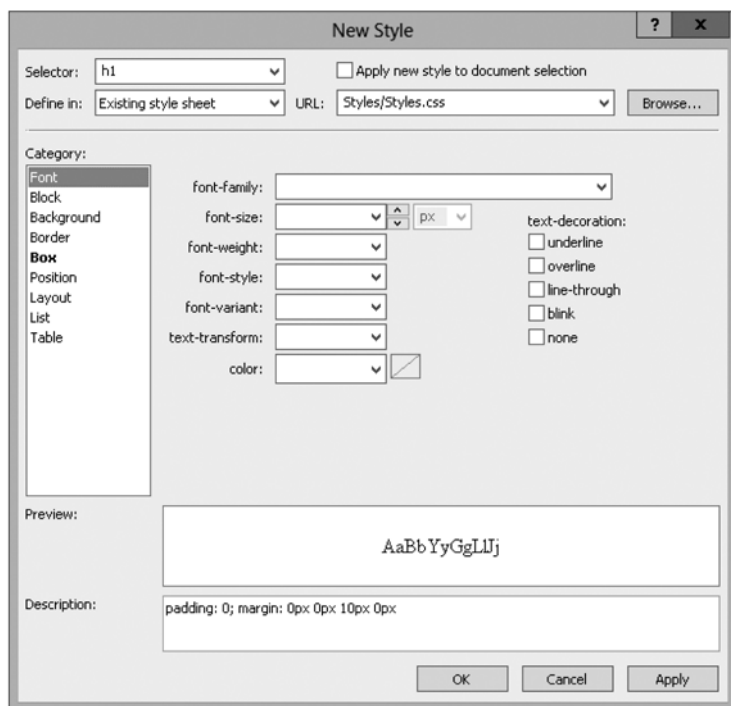 New Style
? x
Selector: h1 Apply new style to document selection
Define in: Existing style sheet URL: Styles/Styles.css Browse...
Category:
Font
Block
Background
Border
Box
Position
Layout
List
Table
font-family:
font-size: px
font-weight:
font-style:
font-variant:
text-transform:
color:
text-decoration:
underline
overline
line-through
blink
none
Preview:
AaBbYyGgLlJj
Description:
padding: 0; margin: 0px 0px 10px 0px
OK Cancel Apply